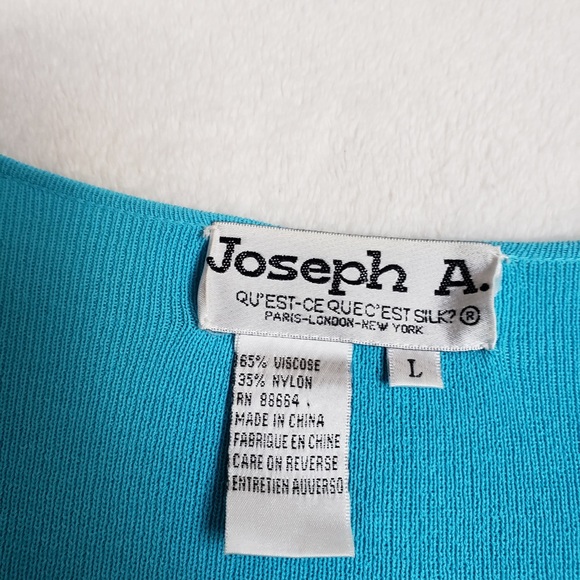 Joseph A.
QU'EST-CE QUE C'EST SILK? ®
PARIS-LONDON-NEW YORK
L
65% VISCOSE
35% NYLON
RN 88664
MADE IN CHINA
FABRIQUE EN CHINE
CARE ON REVERSE
ENTRETIEN AUVERSO